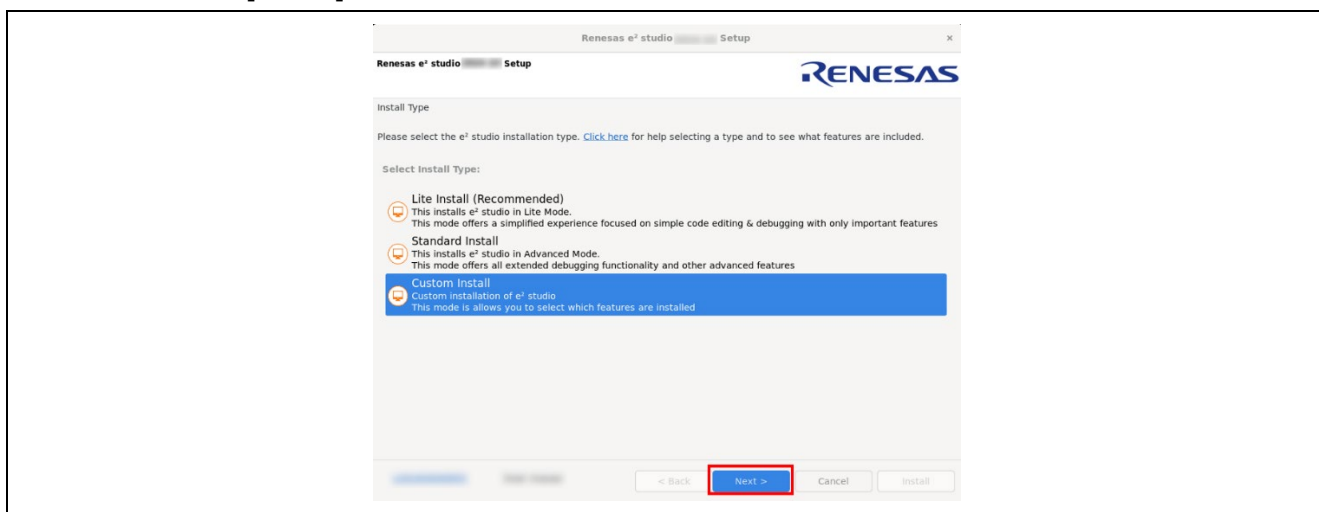 Renesas e² studio Setup ×
Renesas e² studio Setup
RENESAS
Install Type
Please select the e² studio installation type. Click here for help selecting a type and to see what features are included.
Select Install Type:
Lite Install (Recommended)
This installs e² studio in Lite Mode.
This mode offers a simplified experience focused on simple code editing & debugging with only important features
Standard Install
This installs e² studio in Advanced Mode.
This mode offers all extended debugging functionality and other advanced features
Custom Install
Custom installation of e² studio
This mode is allows you to select which features are installed
< Back Next > Cancel Install